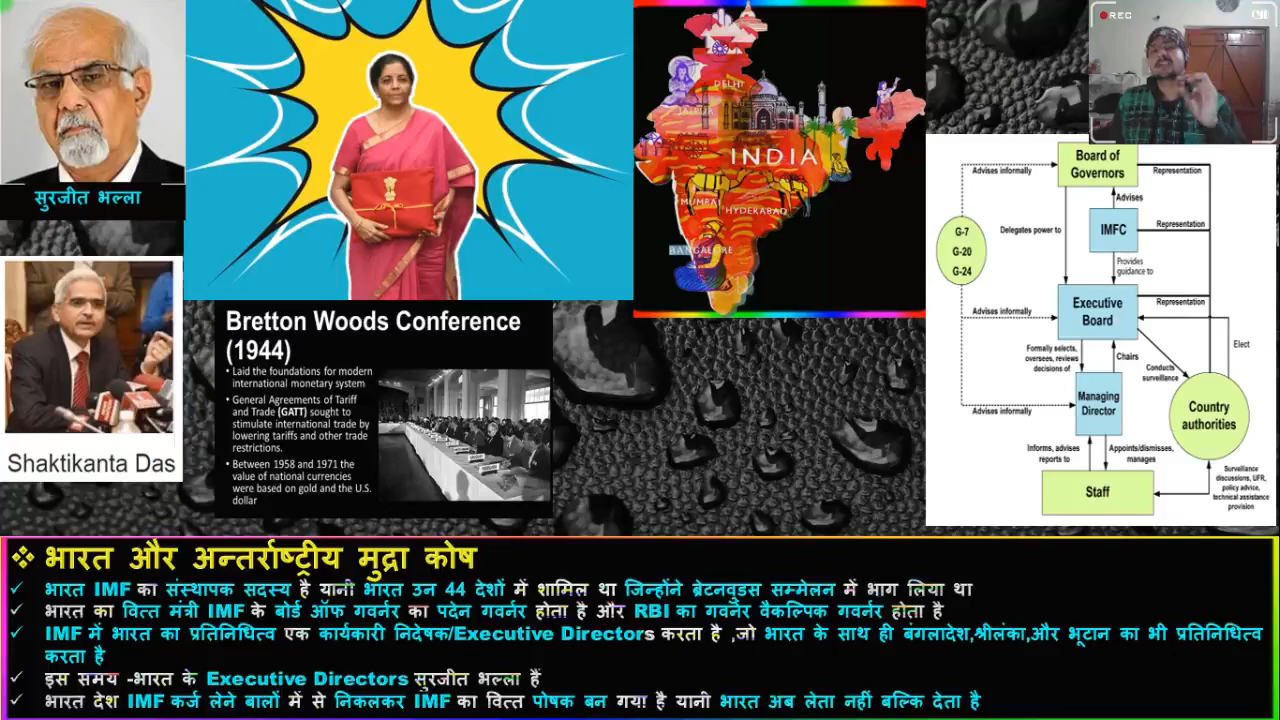 REC
सुरजीत भल्ला
Shaktikanta Das
DELHI
JAIPUR
INDIA
MUMBAI
HYDERABAD
BANGALORE
Bretton Woods Conference
(1944)
• Laid the foundations for modern
international monetary system
• General Agreements of Tariff
and Trade (GATT) sought to
stimulate international trade by
lowering tariffs and other trade
restrictions.
• Between 1958 and 1971 the
value of national currencies
were based on gold and the U.S.
dollar
Board of
Governors
Advises informally
Representation
Advises
G-7
G-20
G-24
Delegates power to
IMFC
Representation
Provides
guidance to
Executive
Board
Representation
Advises informally
Elect
Formally selects,
oversees, reviews
decisions of
Chairs
Conducts
surveillance
Managing
Director
Country
authorities
Advises informally
Informs, advises
reports to
Appoints/dismisses,
manages
Staff
Surveillance
discussions, UFR,
policy advice,
technical assistance
provision
❖ भारत और अन्तर्राष्ट्रीय मुद्रा कोष
✓ भारत IMF का संस्थापक सदस्य है यानी भारत उन 44 देशों में शामिल था जिन्होंने ब्रेटनवुडस सम्मेलन में भाग लिया था
✓ भारत का वित्त मंत्री IMF के बोर्ड ऑफ गवर्नर का पदेन गवर्नर होता है और RBI का गवर्नर वैकल्पिक गवर्नर होता है
✓ IMF में भारत का प्रतिनिधित्व एक कार्यकारी निदेषक/Executive Directors करता है ,जो भारत के साथ ही बंगलादेश,श्रीलंका,और भूटान का भी प्रतिनिधित्व
करता है
✓ इस समय -भारत के Executive Directors सुरजीत भल्ला हैं
✓ भारत देश IMF कर्ज लेने बालों में से निकलकर IMF का वित्त पोषक बन गया है यानी भारत अब लेता नहीं बल्कि देता है